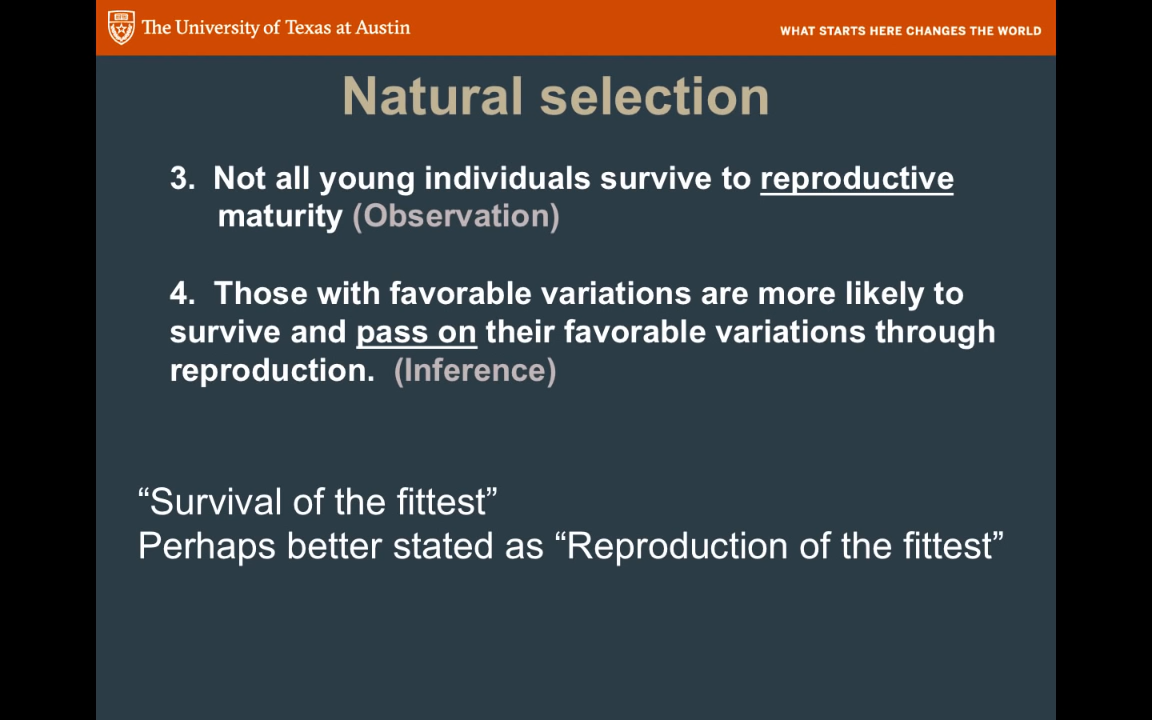 The University of Texas at Austin
WHAT STARTS HERE CHANGES THE WORLD
Natural selection
3. Not all young individuals survive to reproductive
maturity (Observation)
4. Those with favorable variations are more likely to
survive and pass on their favorable variations through
reproduction. (Inference)
“Survival of the fittest”
Perhaps better stated as “Reproduction of the fittest”